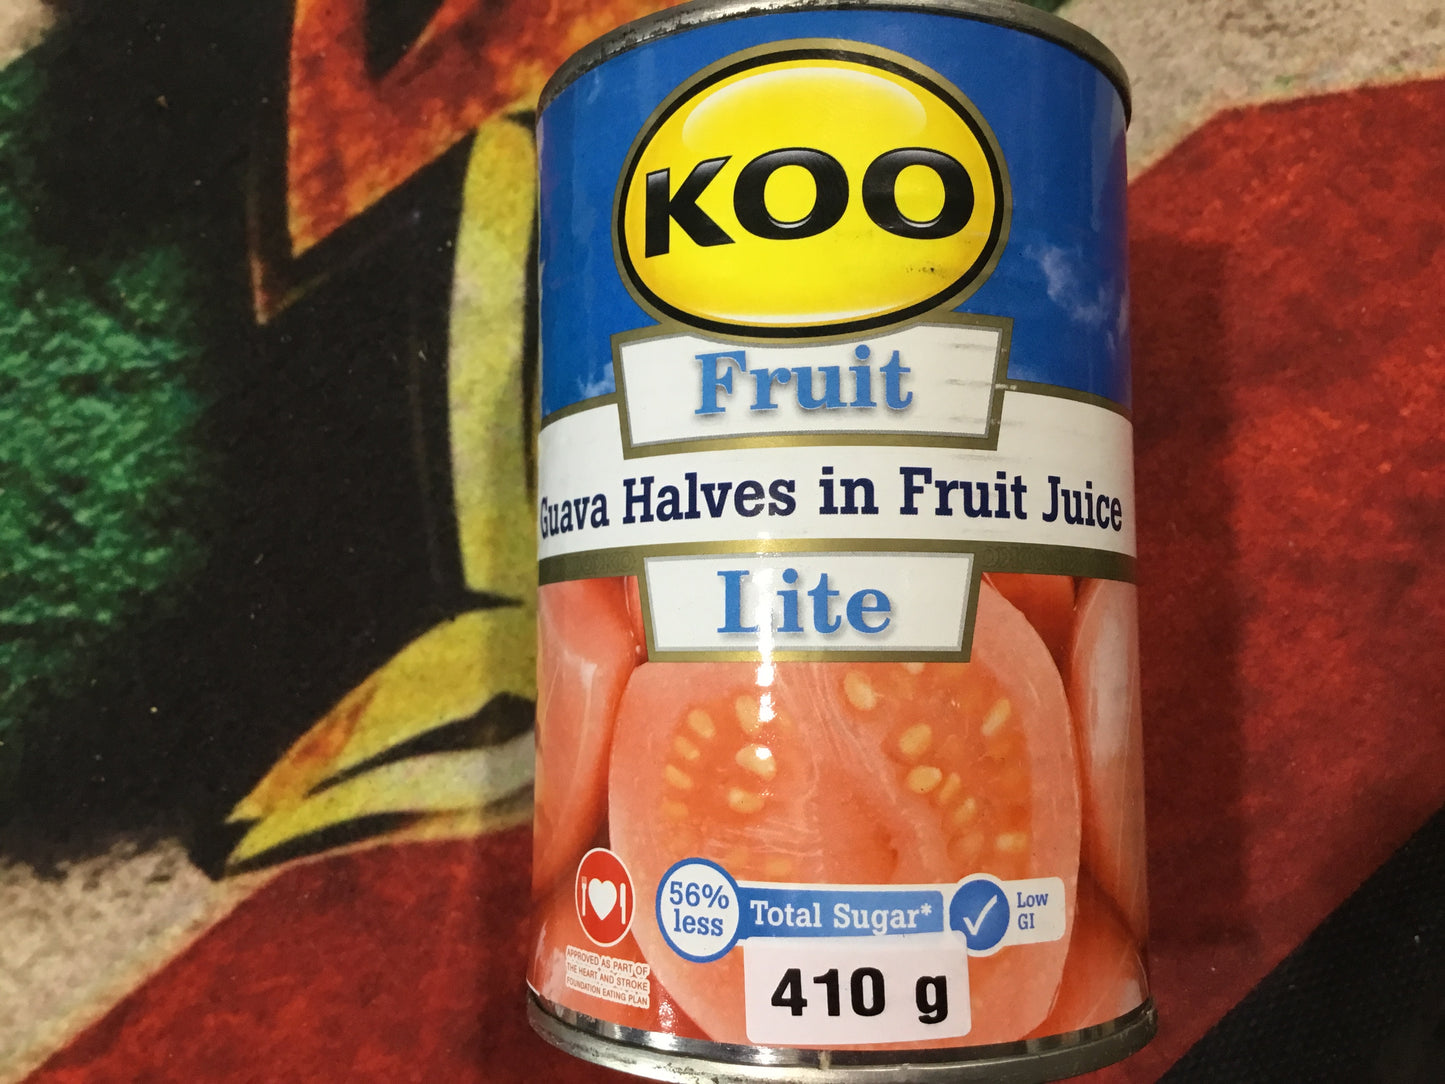 KOO
Fruit
Guava Halves in Fruit Juice
Lite
56%
less
Total Sugar*
Low
GI
APPROVED AS PART OF
THE HEART AND STROKE
FOUNDATION EATING PLAN
410 g